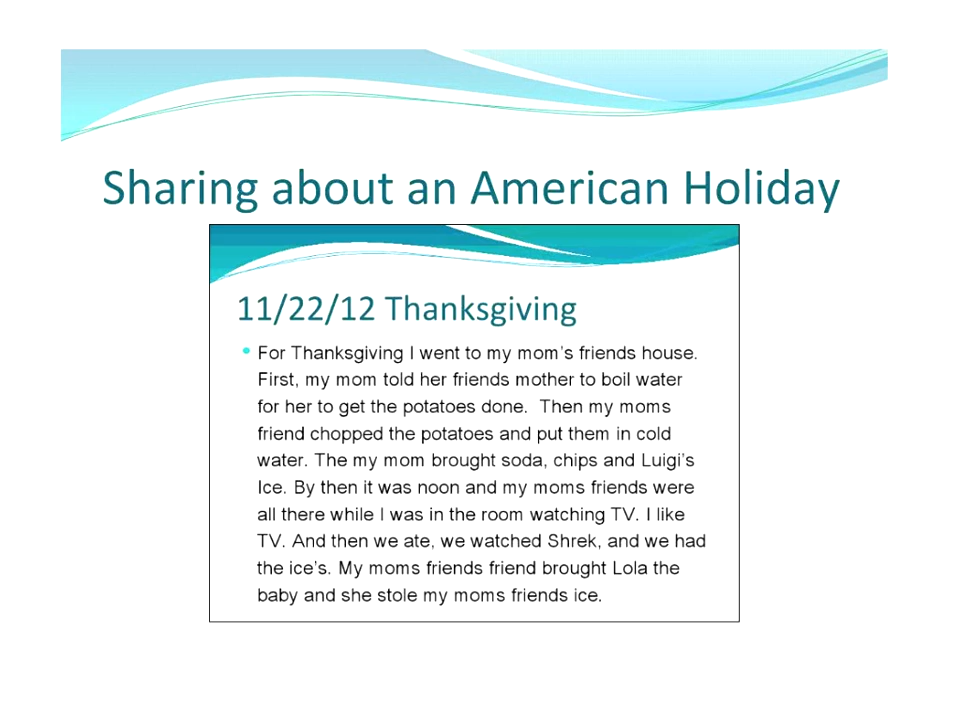 Sharing about an American Holiday
11/22/12 Thanksgiving
For Thanksgiving I went to my mom's friends house.
First, my mom told her friends mother to boil water
for her to get the potatoes done.  Then my moms
friend chopped the potatoes and put them in cold
water. The my mom brought soda, chips and Luigi's
Ice. By then it was noon and my moms friends were
all there while I was in the room watching TV. I like
TV. And then we ate, we watched Shrek, and we had
the ice's. My moms friends friend brought Lola the
baby and she stole my moms friends ice.